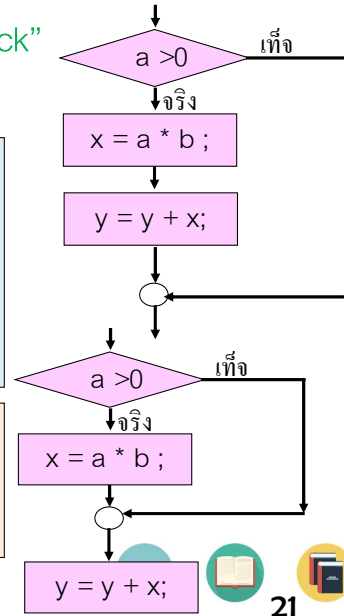 ck”
a >0
เท็จ
จริง
x = a * b ;
y = y + x;
a >0
เท็จ
จริง
x = a * b ;
y = y + x;
21